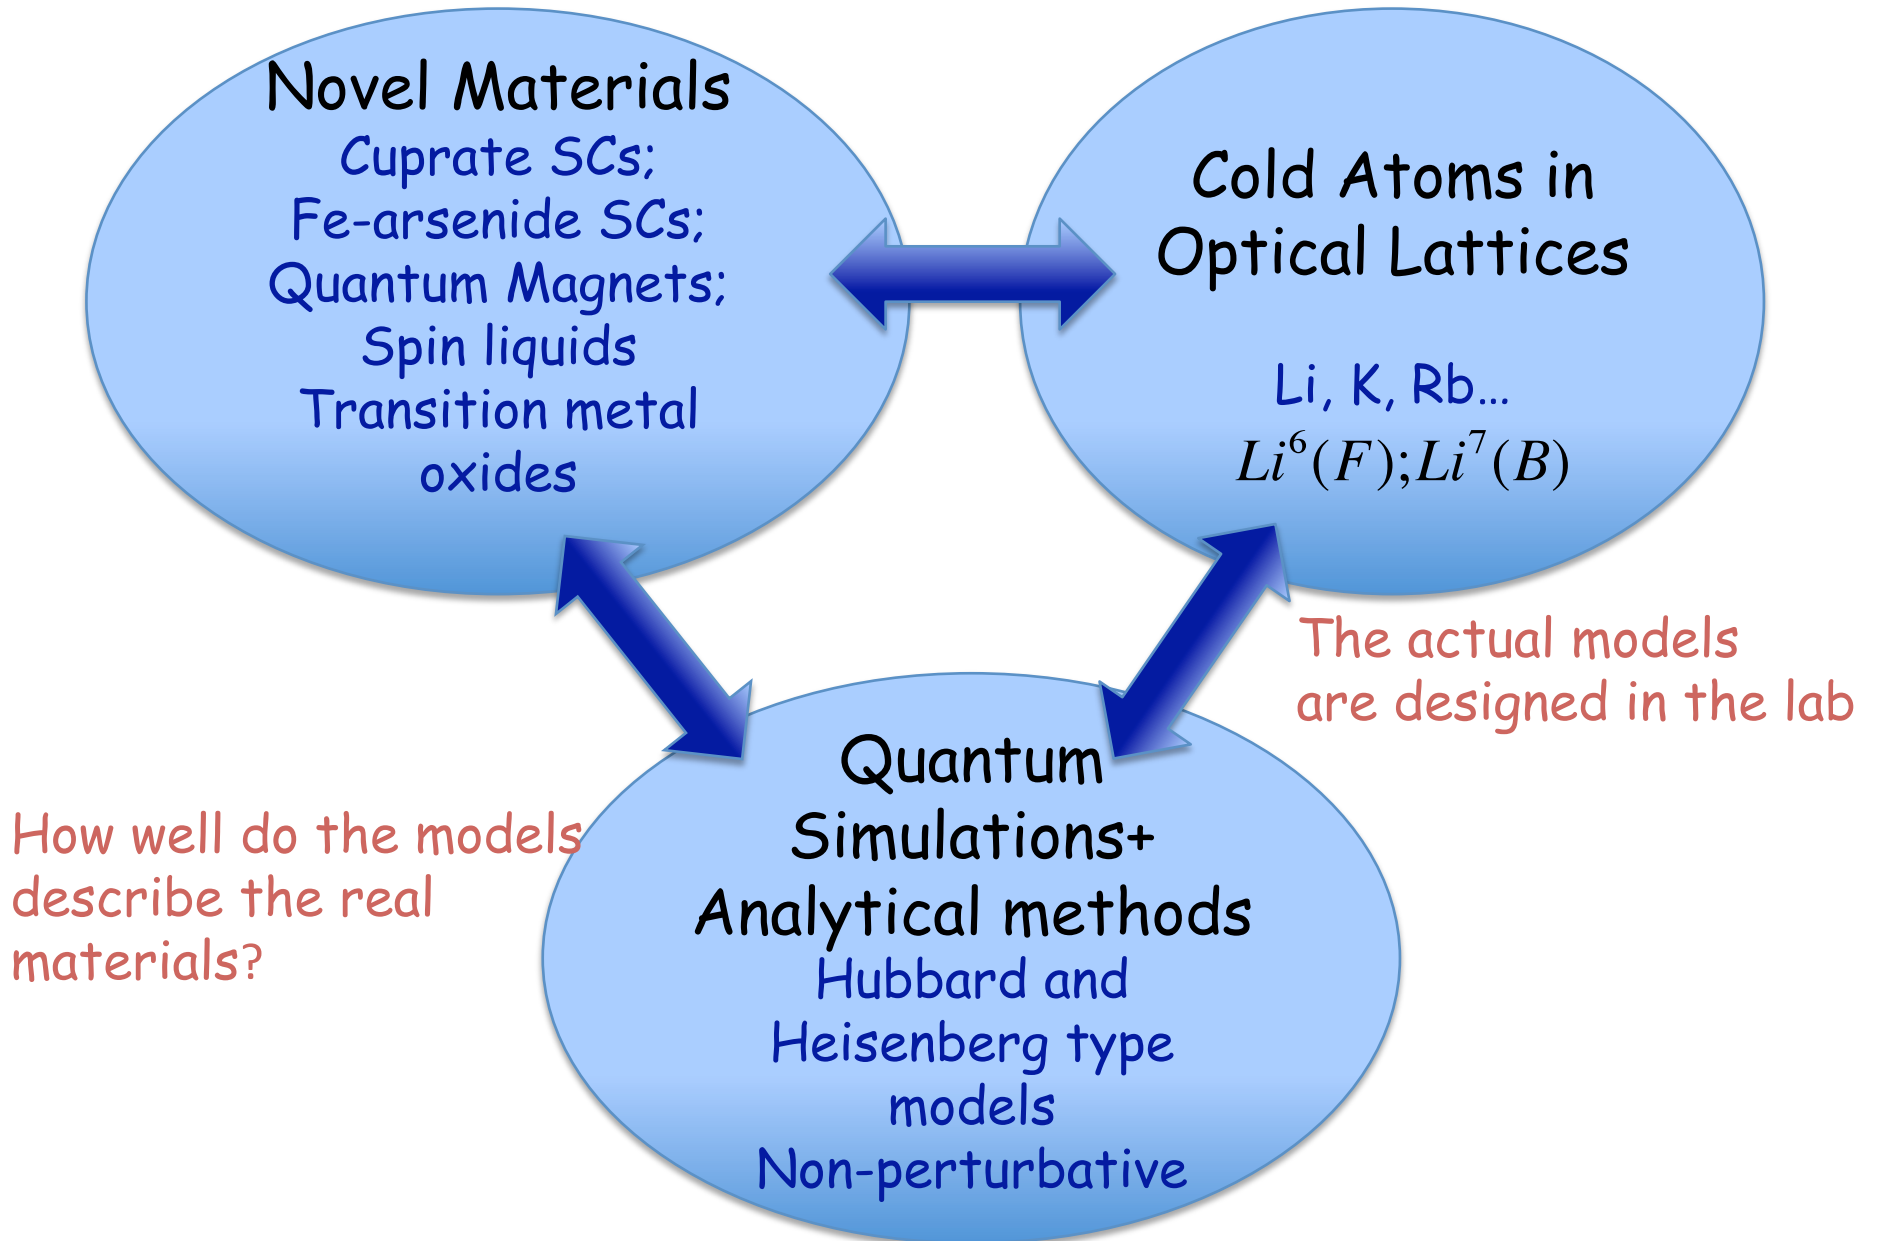 Novel Materials
Cuprate SCs;
Fe-arsenide SCs;
Quantum Magnets;
Spin liquids
Transition metal
oxides
Cold Atoms in
Optical Lattices
Li, K, Rb…
Li⁶(F);Li⁷(B)
The actual models
are designed in the lab
How well do the models
describe the real
materials?
Quantum
Simulations+
Analytical methods
Hubbard and
Heisenberg type
models
Non-perturbative